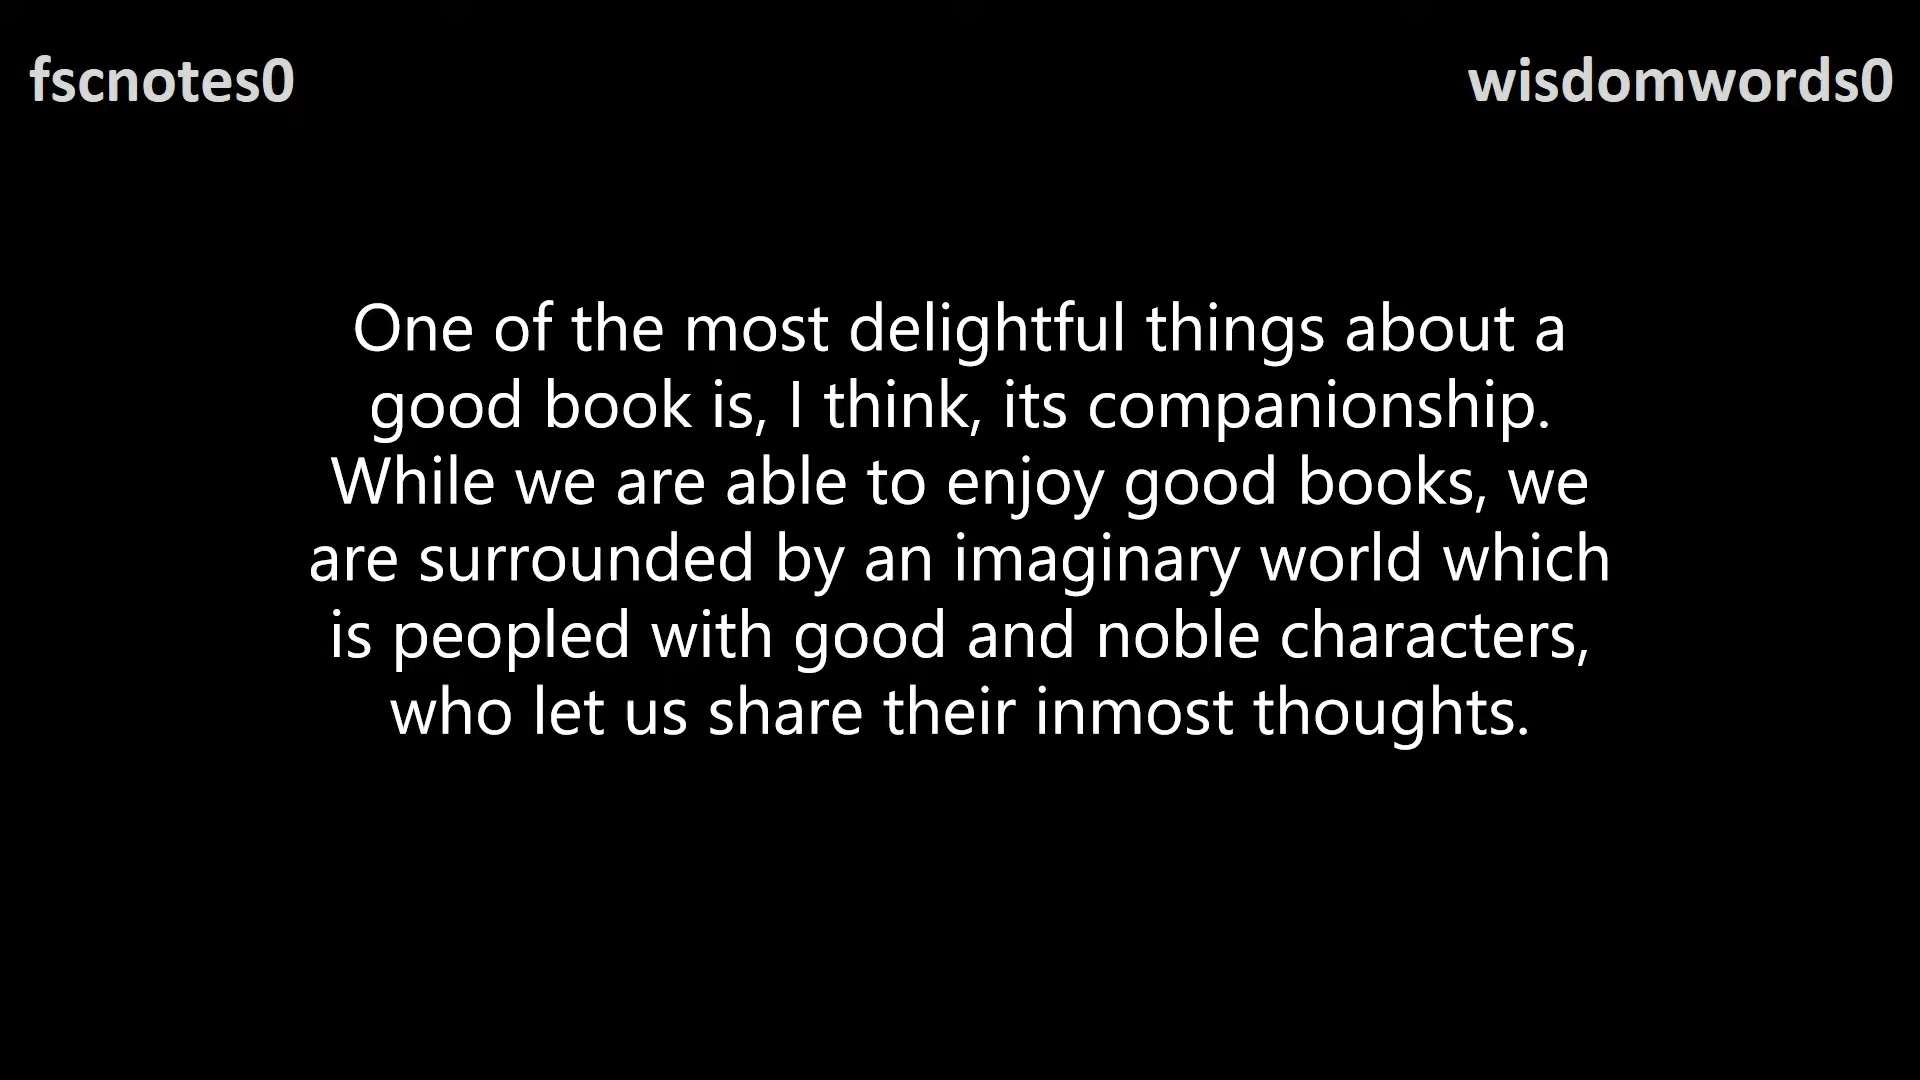 fscnotes0
wisdomwords0
One of the most delightful things about a
good book is, I think, its companionship.
While we are able to enjoy good books, we
are surrounded by an imaginary world which
is peopled with good and noble characters,
who let us share their inmost thoughts.